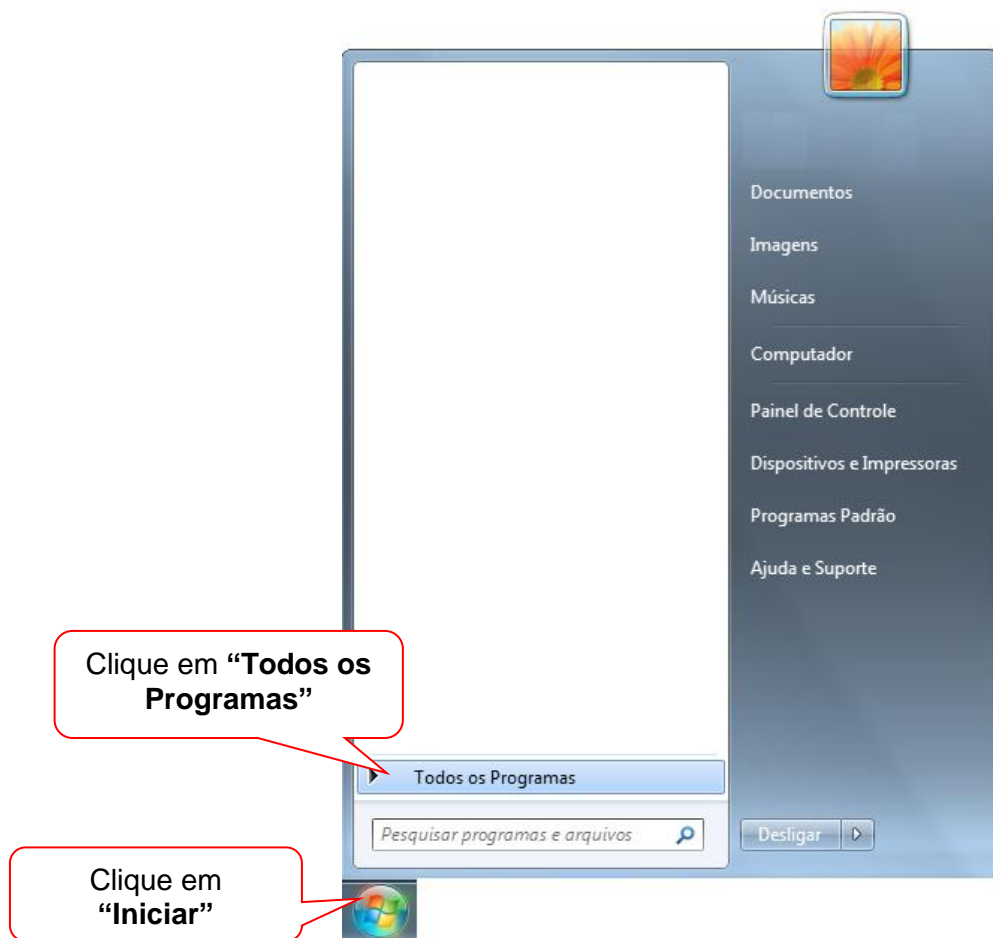 Documentos
Imagens
Músicas
Computador
Painel de Controle
Dispositivos e Impressoras
Programas Padrão
Ajuda e Suporte
Clique em “Todos os
Programas”
Todos os Programas
Pesquisar programas e arquivos
Desligar
Clique em
“Iniciar”